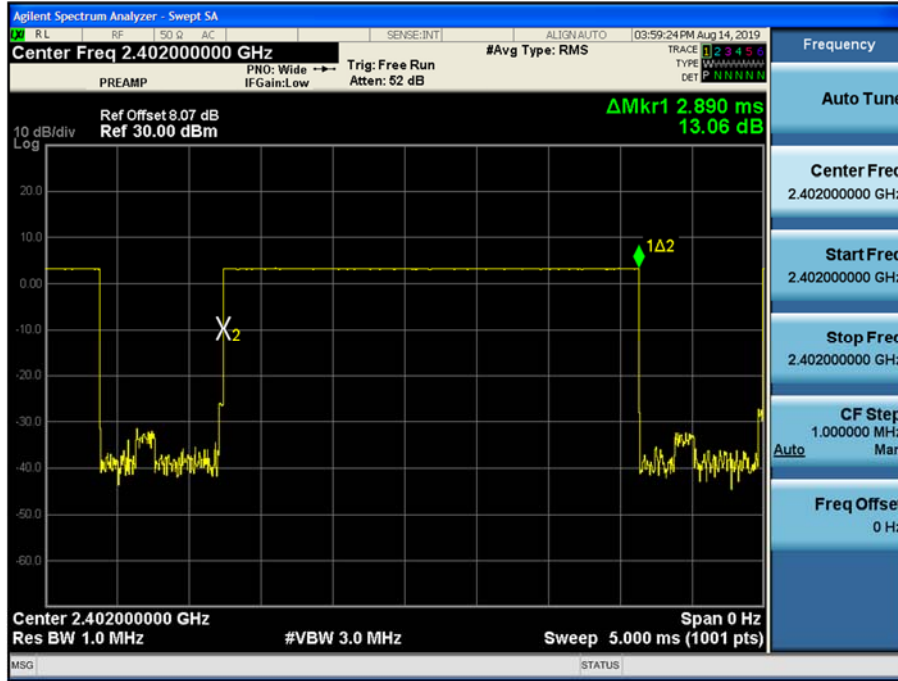 Agilent Spectrum Analyzer - Swept SA
LXI RL RF 50 Ω AC SENSE:INT ALIGN AUTO 03:59:24 PM Aug 14, 2019
Center Freq 2.402000000 GHz
PREAMP
PNO: Wide
IFGain:Low
Trig: Free Run
Atten: 52 dB
#Avg Type: RMS
TRACE 1 2 3 4 5 6
TYPE W
DET P N N N N N
Ref Offset 8.07 dB
10 dB/div Ref 30.00 dBm
Log
ΔMkr1 2.890 ms
13.06 dB
20.0
10.0
0.00
-10.0
-20.0
-30.0
-40.0
-50.0
-60.0
1Δ2
2
Center 2.402000000 GHz Span 0 Hz
Res BW 1.0 MHz #VBW 3.0 MHz Sweep 5.000 ms (1001 pts)
MSG STATUS
Frequency
Auto Tune
Center Freq
2.402000000 GHz
Start Freq
2.402000000 GHz
Stop Freq
2.402000000 GHz
CF Step
1.000000 MHz
Auto Man
Freq Offset
0 Hz